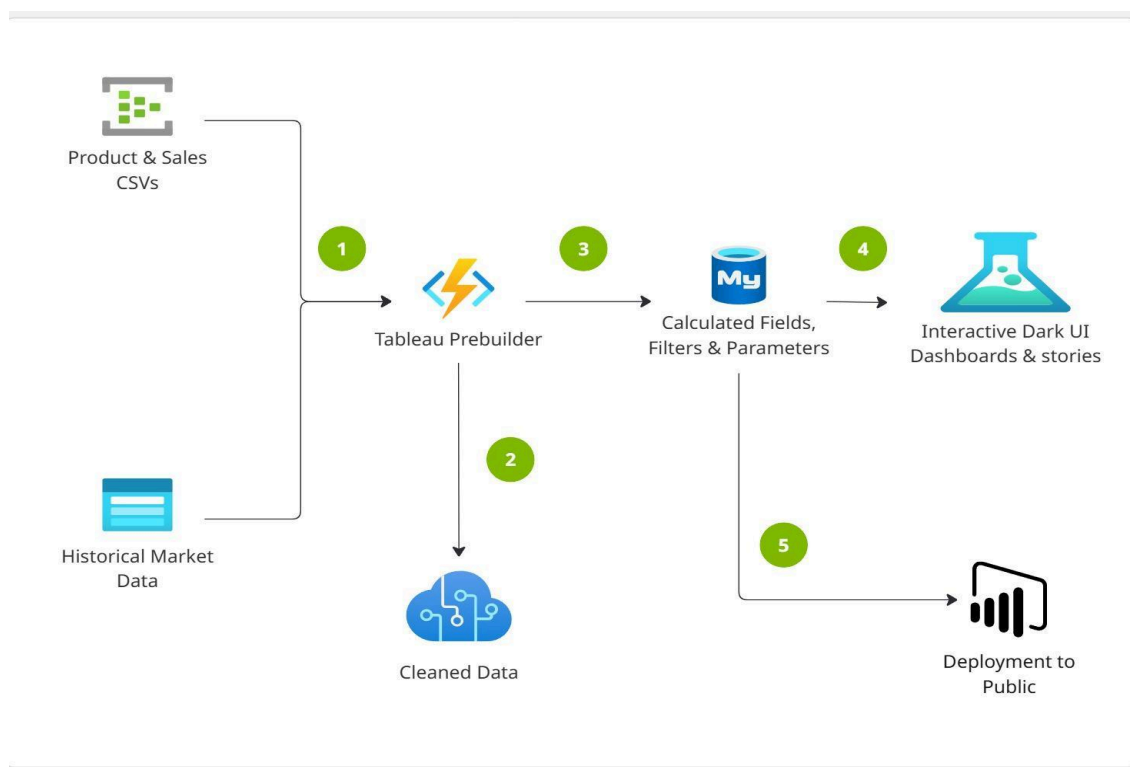 Product & Sales
CSVs
1
3
4
Tableau Prebuilder
My
Calculated Fields,
Filters & Parameters
Interactive Dark UI
Dashboards & stories
2
Historical Market
Data
5
Cleaned Data
Deployment to
Public